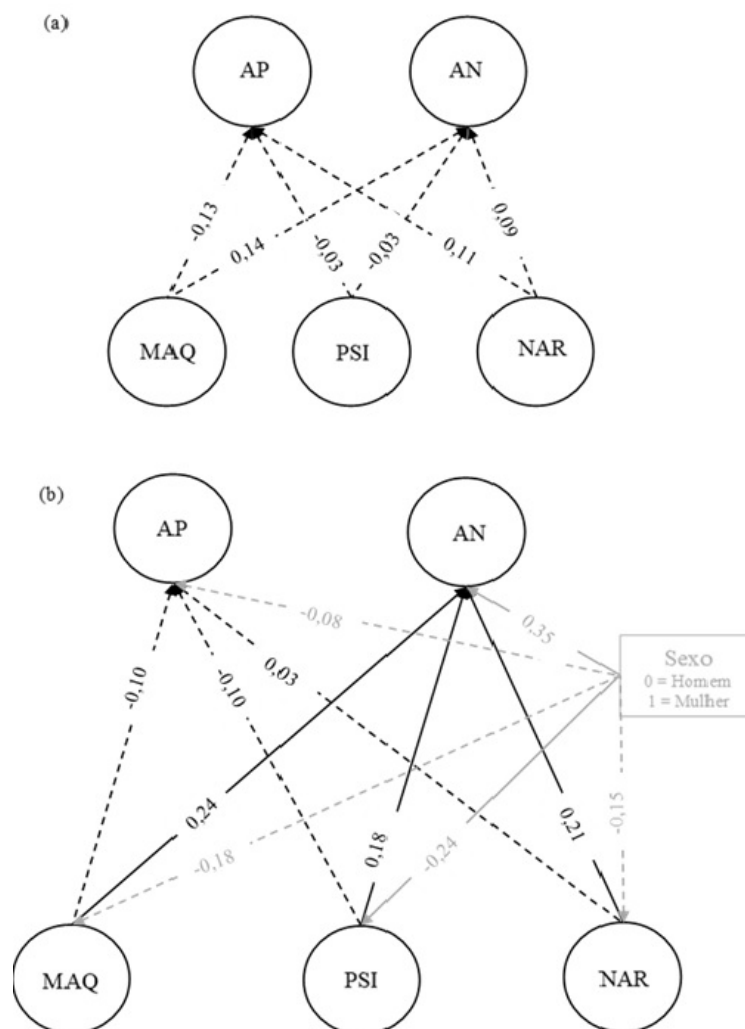 (a)
AP
AN
-0,13
0,14
-0,03
-0,03
0,11
0,09
MAQ
PSI
NAR
(b)
AP
AN
-0,08
0,35
Sexo
0 = Homem
1 = Mulher
-0,10
-0,10
0,03
0,24
-0,18
0,18
-0,24
0,21
-0,15
MAQ
PSI
NAR